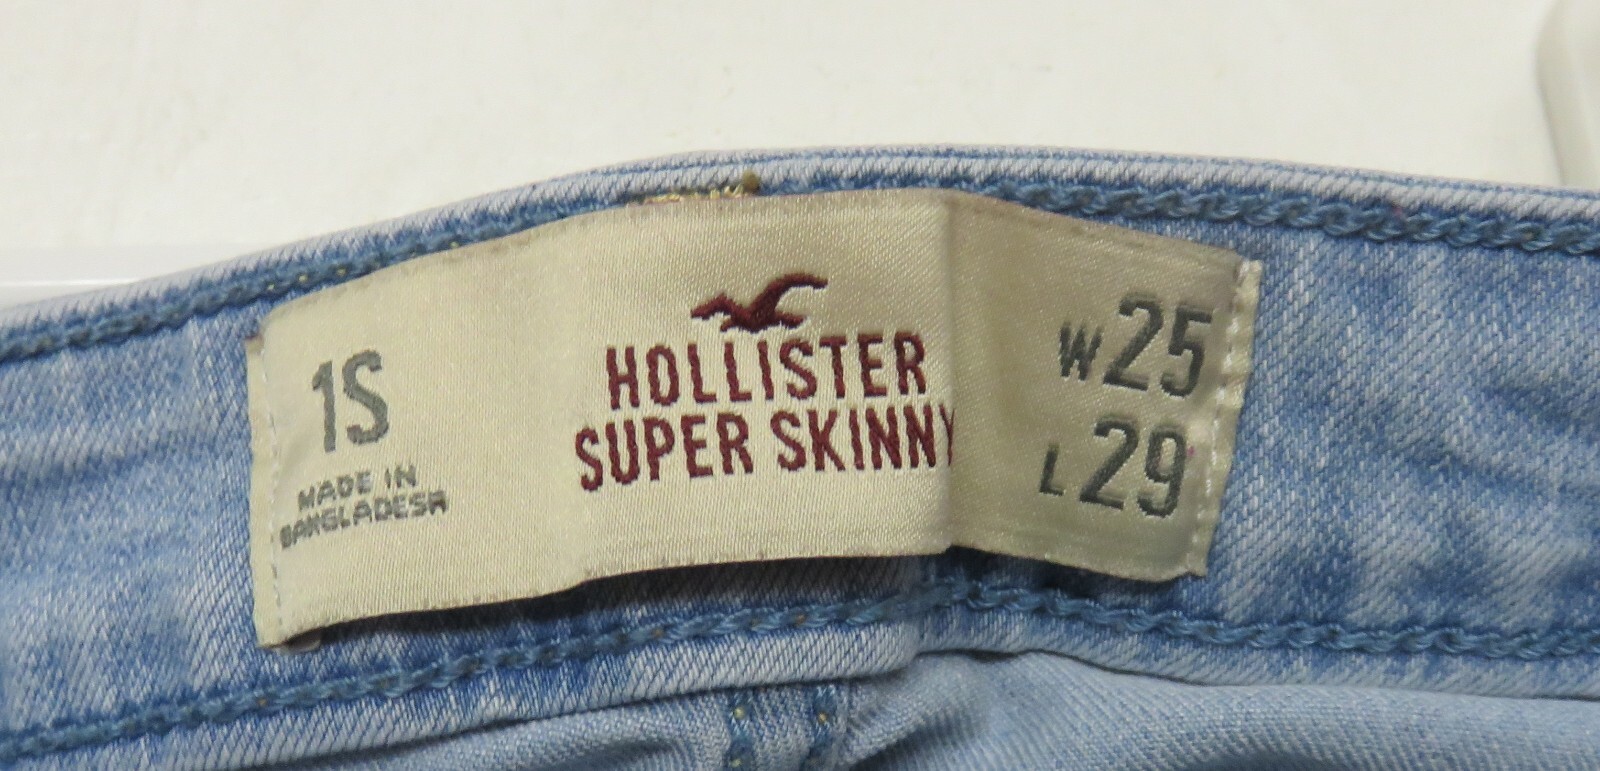 1S
MADE IN
BANGLADESH
HOLLISTER
SUPER SKINNY
W25
L29